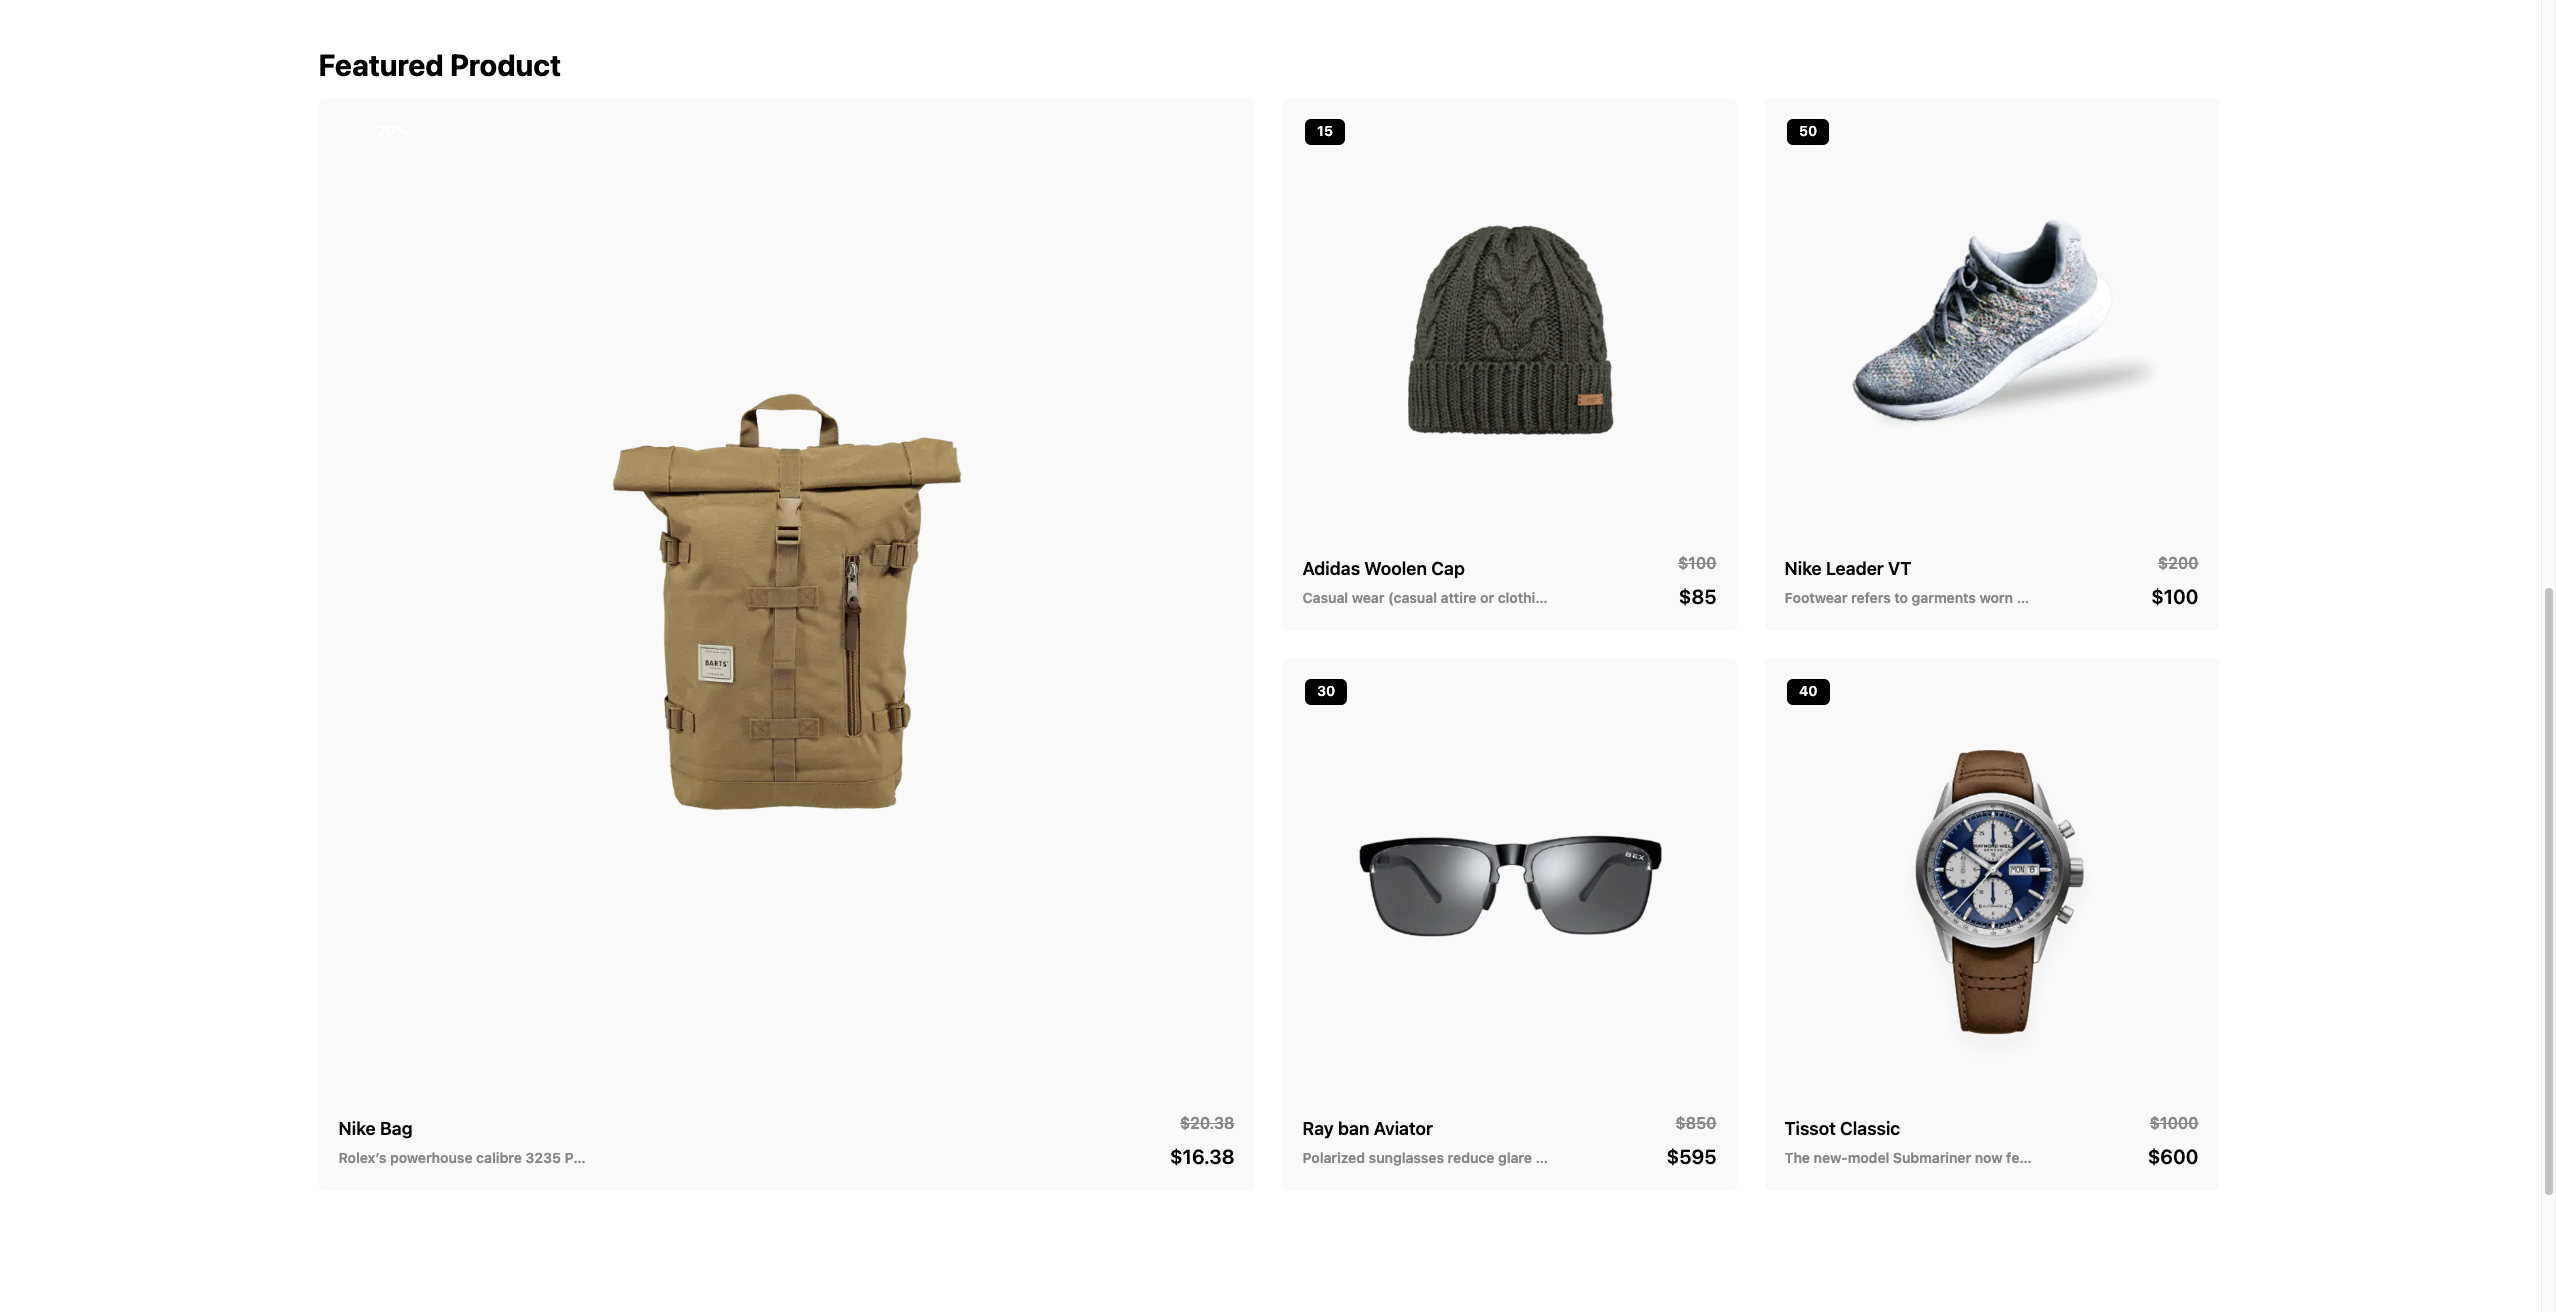 Featured Product
20%
BARTS
Nike Bag
Rolex’s powerhouse calibre 3235 P...
$20.38
$16.38
15
Adidas Woolen Cap
Casual wear (casual attire or clothi...
$100
$85
50
Nike Leader VT
Footwear refers to garments worn ...
$200
$100
30
BEX
Ray ban Aviator
Polarized sunglasses reduce glare ...
$850
$595
40
RAYMOND WEIL
GENEVE
MON 8
Tissot Classic
The new-model Submariner now fe...
$1000
$600